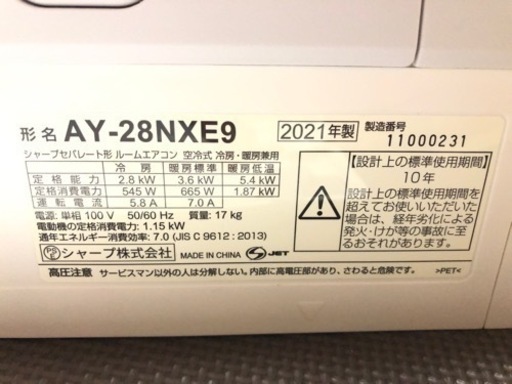 形名 AY-28NXE9 2021年製 製造番号 11000231
シャープセパレート形 ルームエアコン 空冷式 冷房・暖房兼用
冷房 暖房 暖房低温
定格能力 2.8 kW 3.6 kW 5.4 kW
定格消費電力 545 W 665 W 1.87 kW
運転電流 5.8 A 7.0 A
電源: 単相 100 V 50/60 Hz 質量: 17 kg
電動機の定格消費電力: 1.15 kW
通年エネルギー消費効率: 7.0 (JIS C 9612 : 2013)
シャープ株式会社 MADE IN CHINA JET
【設計上の標準使用期間】
10年
設計上の標準使用期間を
超えてお使いいただいた
場合は、経年劣化による
発火・けが等の事故に至
るおそれがあります。
高圧注意 サービスマン以外の人は分解しない。内部に高電圧部があり、さわると危険です。 >PET<